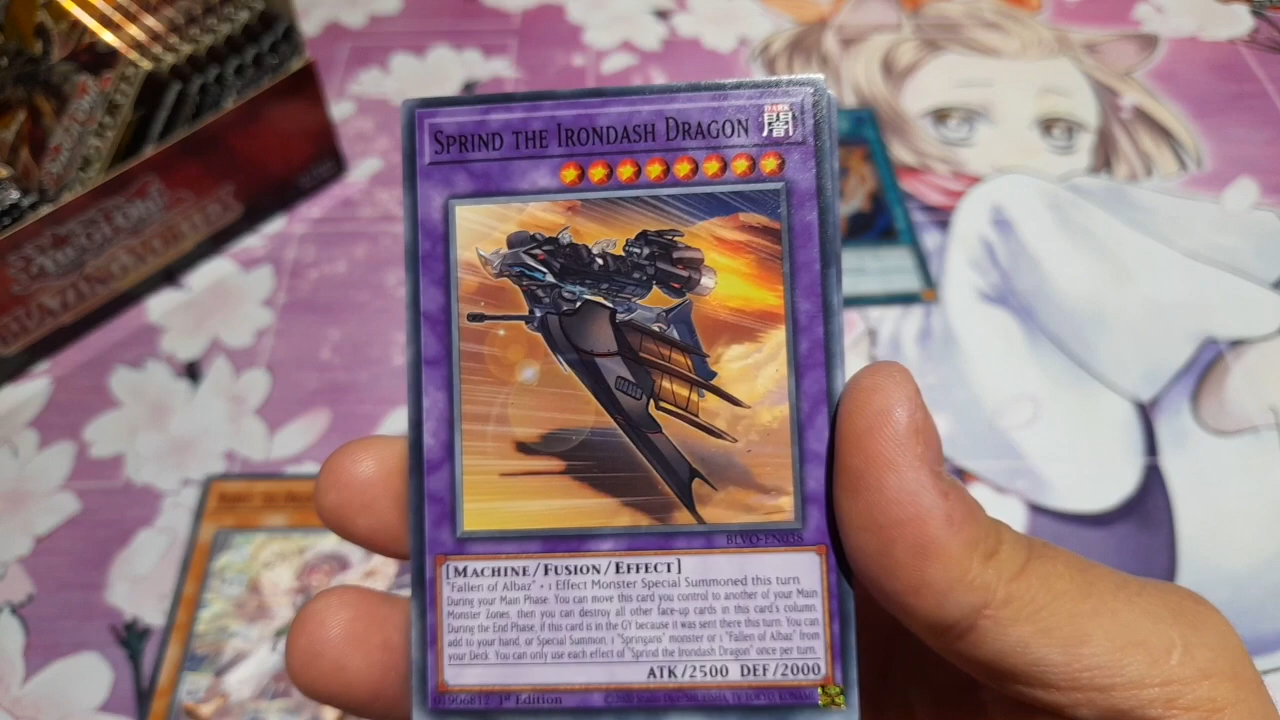 SPRIND THE IRONDASH DRAGON
DARK
闇
BLVO-EN038
[MACHINE/FUSION/EFFECT]
"Fallen of Albaz" + 1 Effect Monster Special Summoned this turn
During your Main Phase: You can move this card you control to another of your Main
Monster Zones, then you can destroy all other face-up cards in this card's column.
During the End Phase, if this card is in the GY because it was sent there this turn: You can
add to your hand, or Special Summon, 1 "Springans" monster or 1 "Fallen of Albaz" from
your Deck. You can only use each effect of "Sprind the Irondash Dragon" once per turn.
ATK/2500 DEF/2000
01906812 1st Edition
BLAZING VORTEX